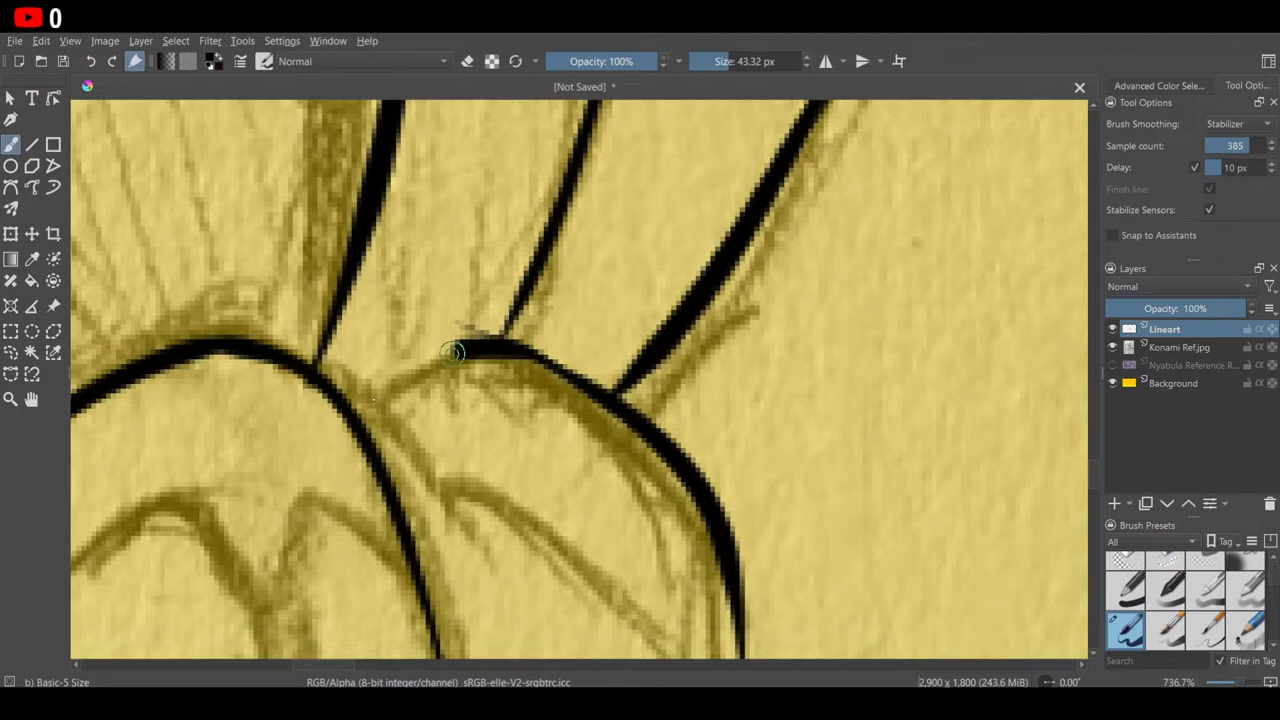 0
File Edit View Image Layer Select Filter Tools Settings Window Help
Normal Opacity: 100% Size: 43.32 px
[Not Saved] *
Advanced Color Sele... Tool Opti...
Tool Options
Brush Smoothing: Stabilizer
Sample count: 385
Delay: 10 px
Finish line:
Stabilize Sensors:
Snap to Assistants
Layers
Normal
Opacity: 100%
Lineart
Konami Ref.jpg
Nyabula Reference R...
Background
Brush Presets
All Tag
Search Filter in Tag
b) Basic-5 Size RGB/Alpha (8-bit integer/channel) sRGB-elle-V2-srgbtrc.icc 2,900 x 1,800 (243.6 MiB) 0.00° 736.7%